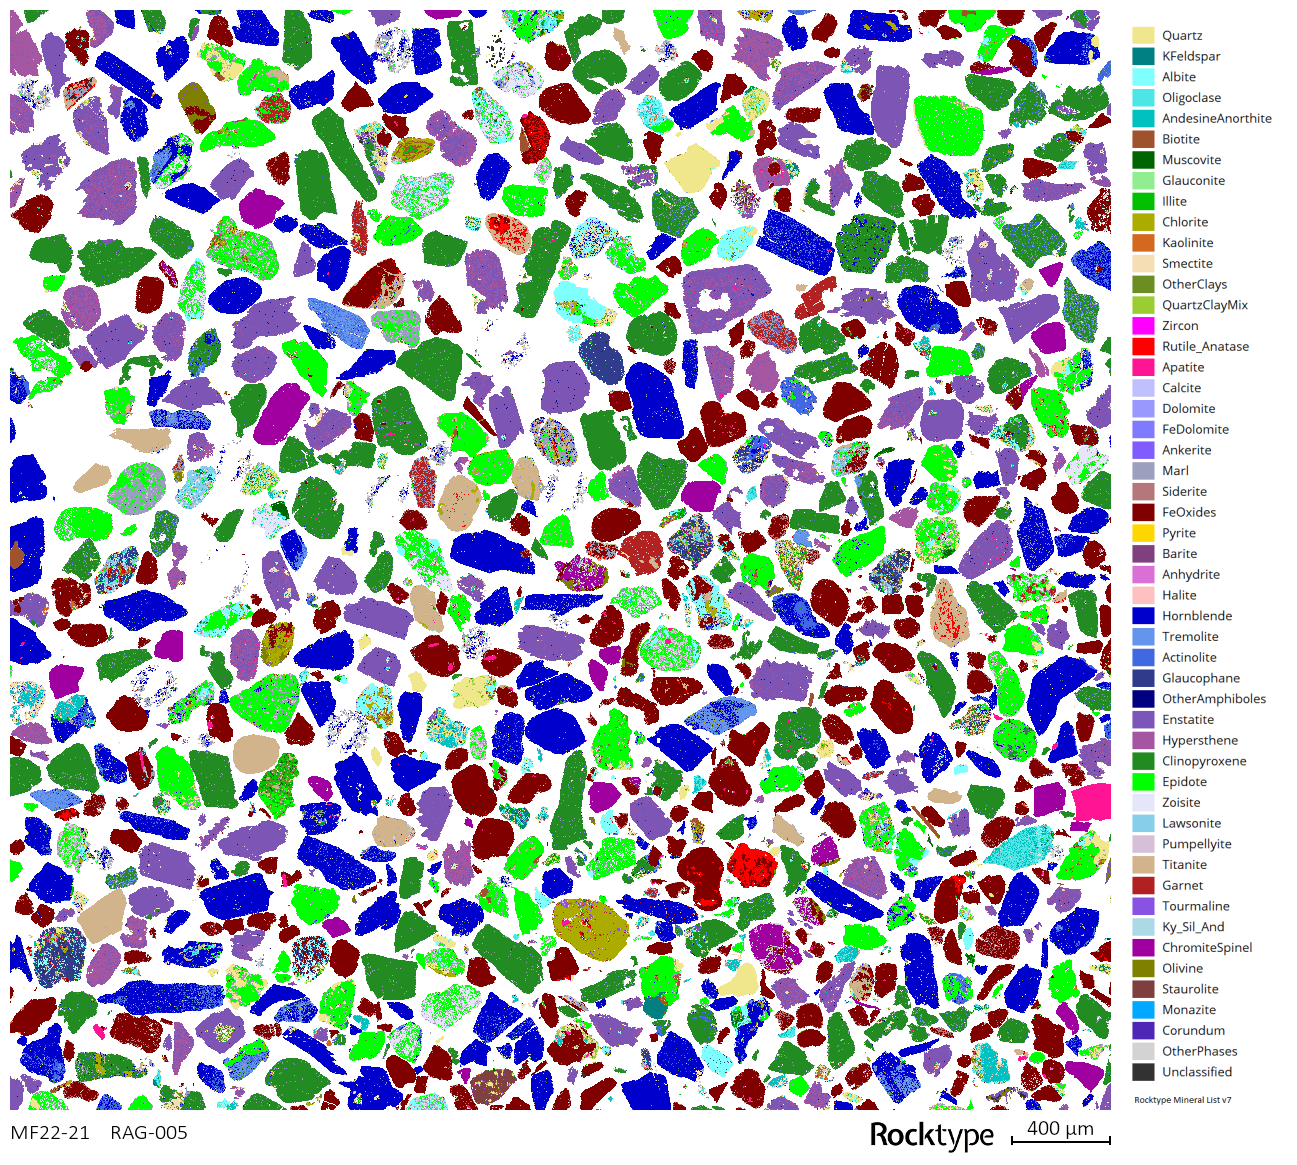 Quartz
KFeldspar
Albite
Oligoclase
AndesineAnorthite
Biotite
Muscovite
Glauconite
Illite
Chlorite
Kaolinite
Smectite
OtherClays
QuartzClayMix
Zircon
Rutile_Anatase
Apatite
Calcite
Dolomite
FeDolomite
Ankerite
Marl
Siderite
FeOxides
Pyrite
Barite
Anhydrite
Halite
Hornblende
Tremolite
Actinolite
Glaucophane
OtherAmphiboles
Enstatite
Hypersthene
Clinopyroxene
Epidote
Zoisite
Lawsonite
Pumpellyite
Titanite
Garnet
Tourmaline
Ky_Sil_And
ChromiteSpinel
Olivine
Staurolite
Monazite
Corundum
OtherPhases
Unclassified
Rocktype Mineral List v7
MF22-21 RAG-005
Rocktype
400 µm